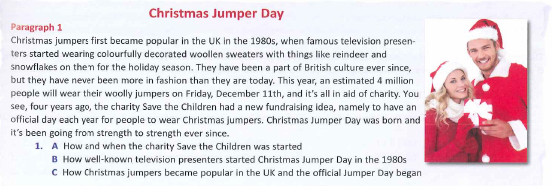 Christmas Jumper Day
Paragraph 1
Christmas jumpers first became popular in the UK in the 1980s, when famous television presen-
ters started wearing colourfully decorated woollen sweaters with things like reindeer and
snowflakes on them for the holiday season. They have been a part of British culture ever since,
but they have never been more in fashion than they are today. This year, an estimated 4 million
people will wear their woolly jumpers on Friday, December 11th, and it's all in aid of charity. You
see, four years ago, the charity Save the Children had a new fundraising idea, namely to have an
official day each year for people to wear Christmas jumpers. Christmas Jumper Day was born and
it's been going from strength to strength ever since.
1. A How and when the charity Save the Children was started
B How well-known television presenters started Christmas Jumper Day in the 1980s
C How Christmas jumpers became popular in the UK and the official Jumper Day began